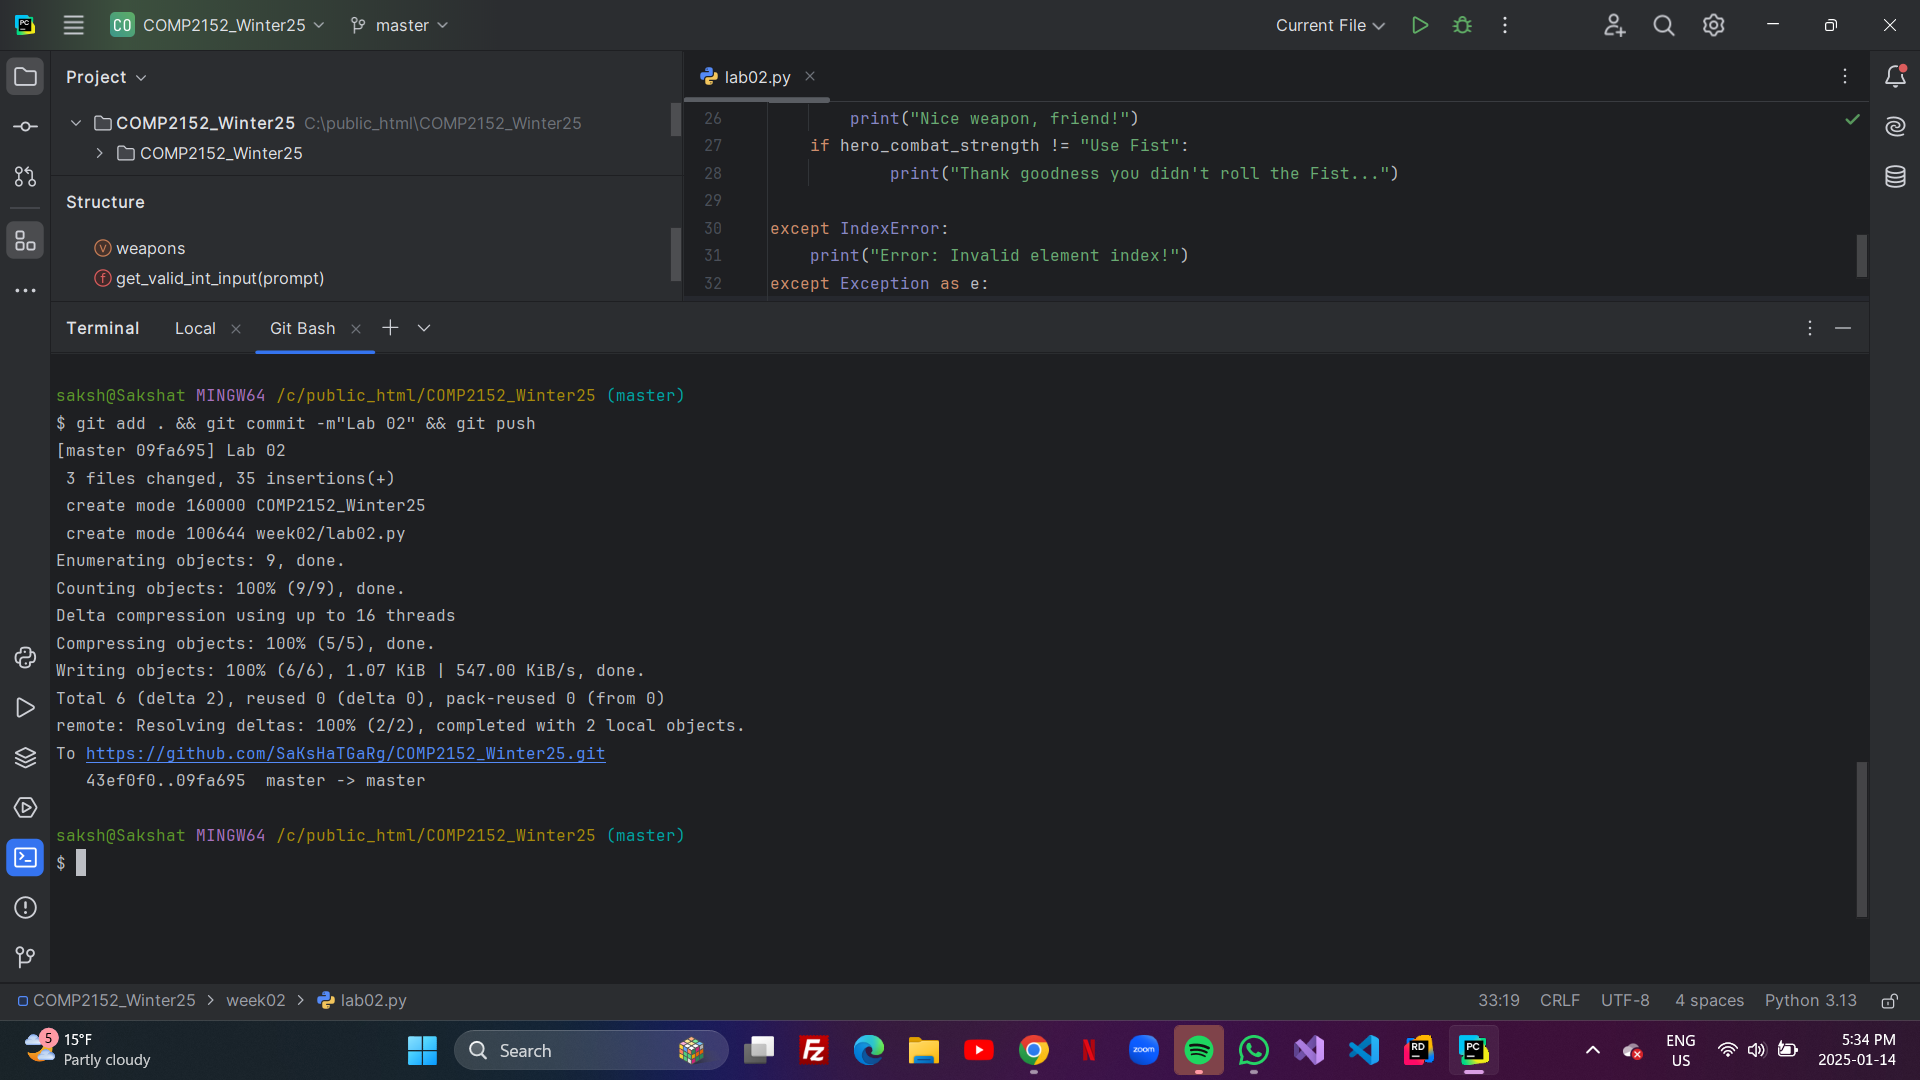 CO COMP2152_Winter25 master Current File
Project
COMP2152_Winter25 C:\public_html\COMP2152_Winter25
COMP2152_Winter25
Structure
weapons
get_valid_int_input(prompt)
lab02.py
26 print("Nice weapon, friend!")
27 if hero_combat_strength != "Use Fist":
28 print("Thank goodness you didn't roll the Fist...")
29
30 except IndexError:
31 print("Error: Invalid element index!")
32 except Exception as e:
Terminal Local Git Bash
saksh@Sakshat MINGW64 /c/public_html/COMP2152_Winter25 (master)
$ git add . && git commit -m"Lab 02" && git push
[master 09fa695] Lab 02
3 files changed, 35 insertions(+)
create mode 160000 COMP2152_Winter25
create mode 100644 week02/lab02.py
Enumerating objects: 9, done.
Counting objects: 100% (9/9), done.
Delta compression using up to 16 threads
Compressing objects: 100% (5/5), done.
Writing objects: 100% (6/6), 1.07 KiB | 547.00 KiB/s, done.
Total 6 (delta 2), reused 0 (delta 0), pack-reused 0 (from 0)
remote: Resolving deltas: 100% (2/2), completed with 2 local objects.
To https://github.com/SaKsHaTGaRg/COMP2152_Winter25.git
43ef0f0..09fa695 master -> master
saksh@Sakshat MINGW64 /c/public_html/COMP2152_Winter25 (master)
$
COMP2152_Winter25 > week02 > lab02.py 33:19 CRLF UTF-8 4 spaces Python 3.13
5 15°F
Partly cloudy
Search
zoom
RD
PC
ENG
US
5:34 PM
2025-01-14